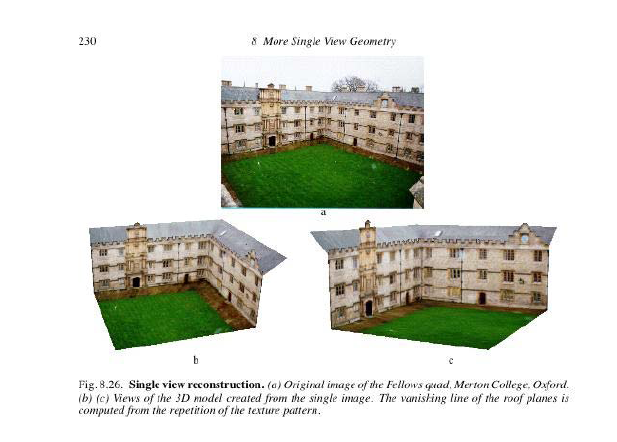 230
8 More Single View Geometry
a
b
c
Fig. 8.26. Single view reconstruction. (a) Original image of the Fellows quad, Merton College, Oxford.
(b) (c) Views of the 3D model created from the single image. The vanishing line of the roof planes is
computed from the repetition of the texture pattern.